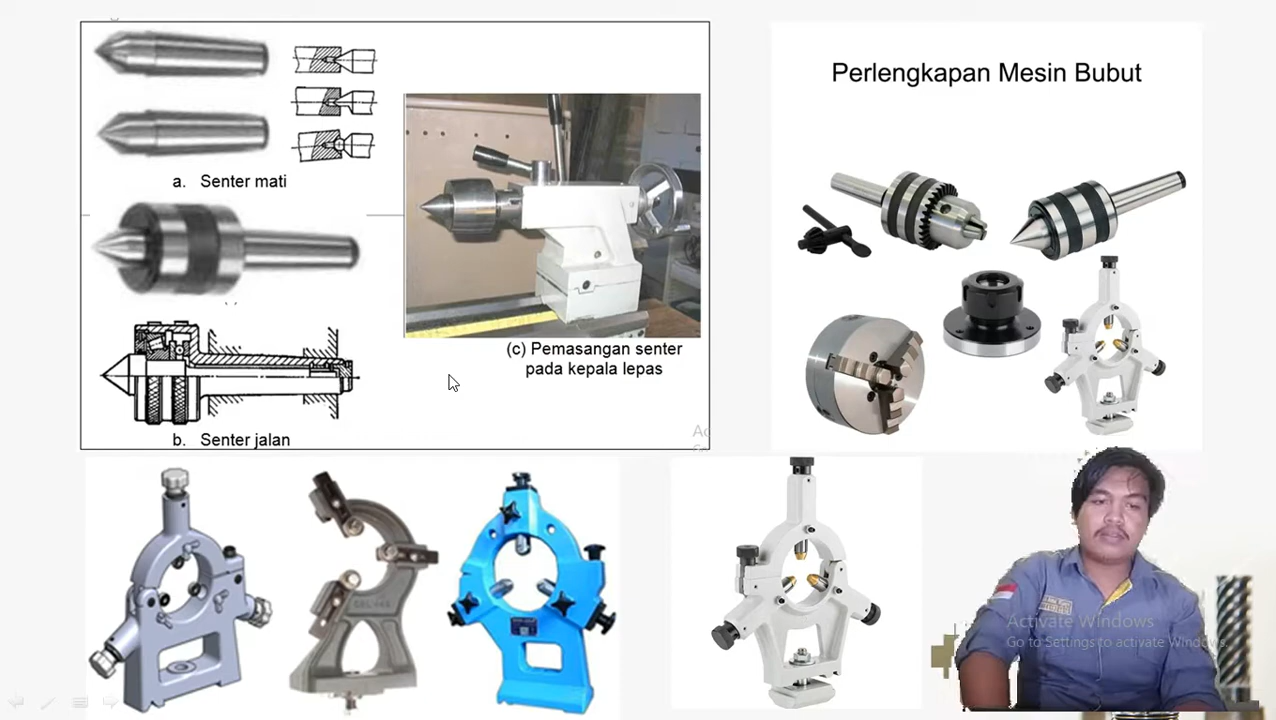 a. Senter mati
b. Senter jalan
(c) Pemasangan senter
pada kepala lepas
Perlengkapan Mesin Bubut
Activate Windows
Go to Settings to activate Windows.